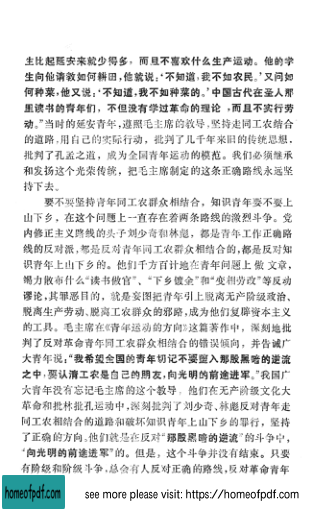 主比起延安来就少得多，而且不喜欢什么生产运动。他的学
生向他请教如何耕田，他就说：‘不知道，我不如农民。’又问如
何种菜，他又说：‘不知道，我不如种菜的。’中国古代在圣人那
里读书的青年们，不但没有学过革命的理论，而且不实行劳
动。”当时的延安青年，遵照毛主席的教导，坚持走同工农结合
的道路，用自己的实际行动，批判了几千年来旧的传统思想，
批判了孔孟之道，成为全国青年运动的模范。我们必须继承
和发扬这个光荣传统，把毛主席制定的这条正确路线永远坚
持下去。
要不要坚持青年同工农群众相结合，知识青年要不要上
山下乡，在这个问题上一直存在着两条路线的激烈斗争。党
内修正主义路线的头子刘少奇和林彪，都是青年工作正确路
线的反对派，都是反对青年同工农群众相结合的，都是反对知
识青年上山下乡的。他们千方百计地在青年问题上做文章，
竭力散布什么“读书做官”、“下乡镀金”和“变相劳改”等反动
谬论，其罪恶目的，就是妄图把青年引上脱离无产阶级政治、
脱离生产劳动、脱离工农群众的邪路，成为他们复辟资本主义
的工具。毛主席在《青年运动的方向》这篇著作中，深刻地批
判了反对革命青年同工农群众相结合的错误倾向，并告诫广
大青年说：“我希望全国的青年切记不要卷入那股黑暗的逆流
之中，要认清工农是自己的朋友，向光明的前途进军。”我国广
大青年没有忘记毛主席的这个教导。他们在无产阶级文化大
革命和批林批孔运动中，深刻批判了刘少奇、林彪反对青年走
同工农相结合的道路和破坏知识青年上山下乡的罪行，坚持
了正确的方向。他们就是在反对“那股黑暗的逆流”的斗争中，
“向光明的前途进军”的。但是，这个斗争并没有结束。只要
有阶级和阶级斗争，总会有人反对正确的路线，反对革命青年
homeofpdf.com
see more please visit: https://homeofpdf.com